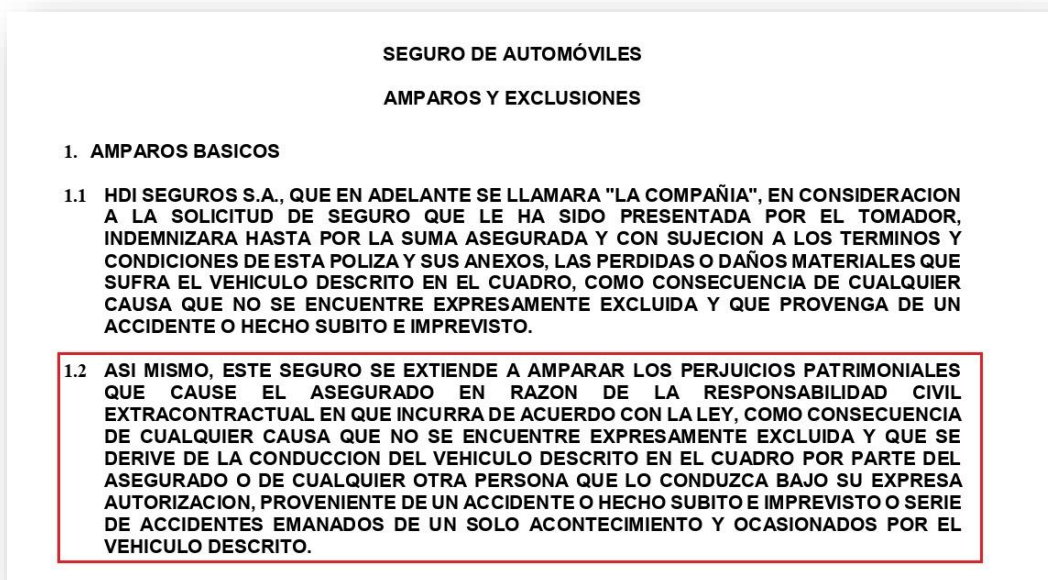 SEGURO DE AUTOMÓVILES
AMPAROS Y EXCLUSIONES
1. AMPAROS BASICOS
1.1 HDI SEGUROS S.A., QUE EN ADELANTE SE LLAMARA "LA COMPAÑIA", EN CONSIDERACION
A LA SOLICITUD DE SEGURO QUE LE HA SIDO PRESENTADA POR EL TOMADOR,
INDEMNIZARA HASTA POR LA SUMA ASEGURADA Y CON SUJECION A LOS TERMINOS Y
CONDICIONES DE ESTA POLIZA Y SUS ANEXOS, LAS PERDIDAS O DAÑOS MATERIALES QUE
SUFRA EL VEHICULO DESCRITO EN EL CUADRO, COMO CONSECUENCIA DE CUALQUIER
CAUSA QUE NO SE ENCUENTRE EXPRESAMENTE EXCLUIDA Y QUE PROVENGA DE UN
ACCIDENTE O HECHO SUBITO E IMPREVISTO.
1.2 ASI MISMO, ESTE SEGURO SE EXTIENDE A AMPARAR LOS PERJUICIOS PATRIMONIALES
QUE CAUSE EL ASEGURADO EN RAZON DE LA RESPONSABILIDAD CIVIL
EXTRACONTRACTUAL EN QUE INCURRA DE ACUERDO CON LA LEY, COMO CONSECUENCIA
DE CUALQUIER CAUSA QUE NO SE ENCUENTRE EXPRESAMENTE EXCLUIDA Y QUE SE
DERIVE DE LA CONDUCCION DEL VEHICULO DESCRITO EN EL CUADRO POR PARTE DEL
ASEGURADO O DE CUALQUIER OTRA PERSONA QUE LO CONDUZCA BAJO SU EXPRESA
AUTORIZACION, PROVENIENTE DE UN ACCIDENTE O HECHO SUBITO E IMPREVISTO O SERIE
DE ACCIDENTES EMANADOS DE UN SOLO ACONTECIMIENTO Y OCASIONADOS POR EL
VEHICULO DESCRITO.